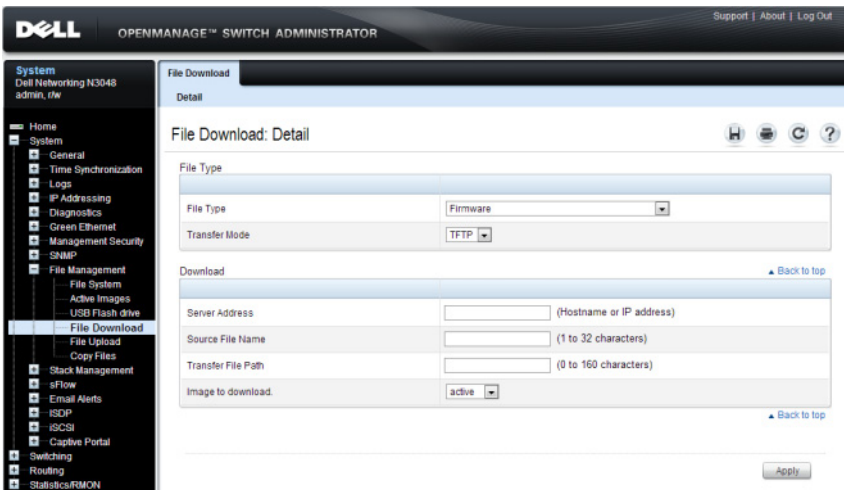 Support | About | Log Out
DELL
OPENMANAGE™ SWITCH ADMINISTRATOR
System
Dell Networking N3048
admin, r/w
Home
System
General
Time Synchronization
Logs
IP Addressing
Diagnostics
Green Ethernet
Management Security
SNMP
File Management
File System
Active Images
USB Flash drive
File Download
File Upload
Copy Files
Stack Management
sFlow
Email Alerts
ISDP
iSCSI
Captive Portal
Switching
Routing
Statistics/RMON
File Download
Detail
File Download: Detail
File Type
File Type Firmware
Transfer Mode TFTP
Download Back to top
Server Address (Hostname or IP address)
Source File Name (1 to 32 characters)
Transfer File Path (0 to 160 characters)
Image to download. active
Back to top
Apply